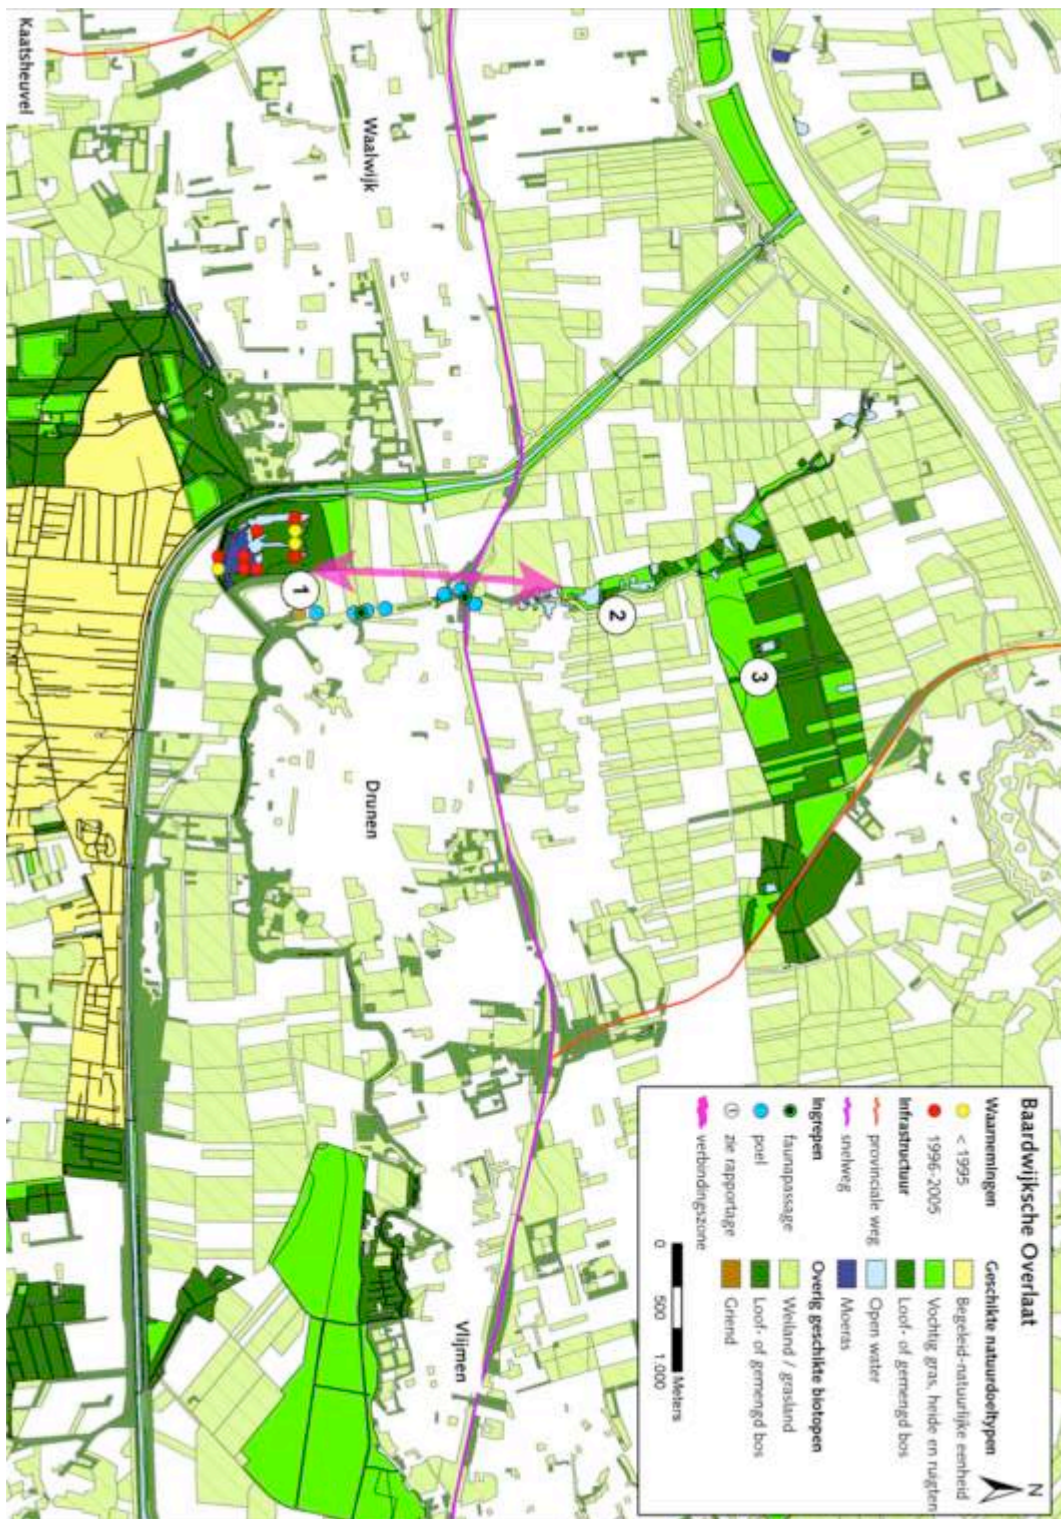 Kaatsheuvel
Waalwijk
Drunen
Vlijmen
1
2
3
Baardwijksche Overlaat
N
Waarnemingen
< 1995
1996-2005
Infrastructuur
provinciale weg
snelweg
Ingrepen
faunapassage
poel
1 zie rapportage
verbindingszone
Geschikte natuurdoeltypen
Begeleid-natuurlijke eenheid
Vochtig gras, heide en ruigten
Loof- of gemengd bos
Open water
Moeras
Overig geschikte biotopen
Weiland / grasland
Loof- of gemengd bos
Griend
0 500 1.000
Meters